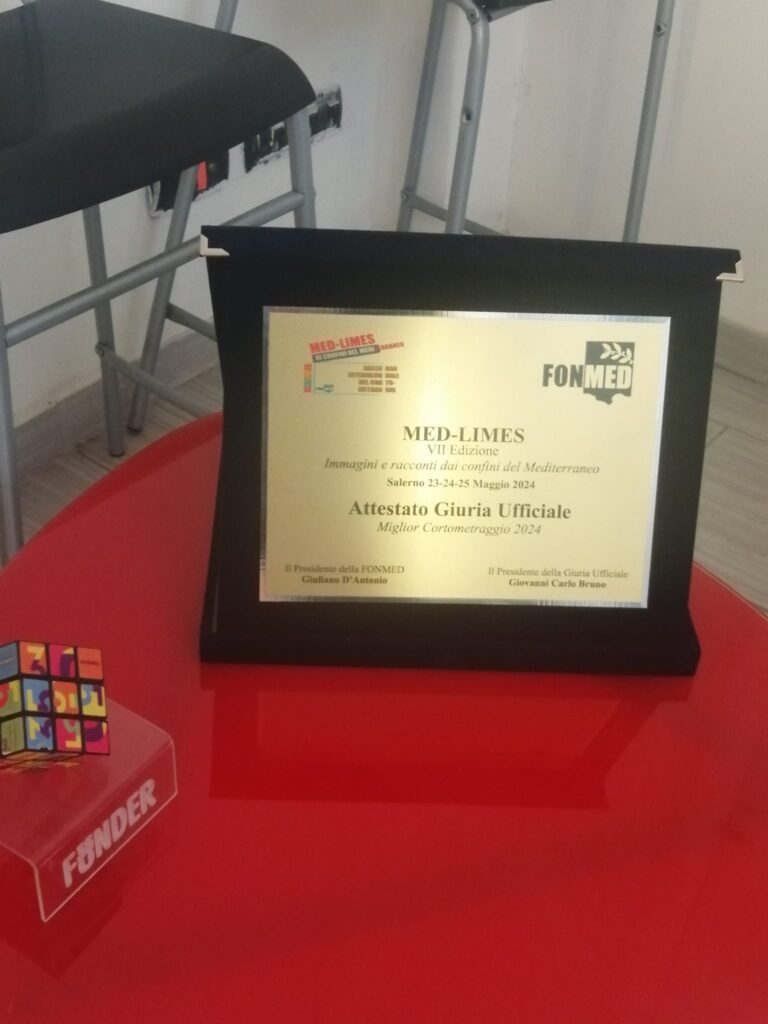 MED-LIMES
AI CONFINI DEL MEDITERRANEO
FONMED
MED-LIMES
VII Edizione
Immagini e racconti dai confini del Mediterraneo
Salerno 23-24-25 Maggio 2024
Attestato Giuria Ufficiale
Miglior Cortometraggio 2024
Il Presidente della FONMED
Giuliano D'Antonio
Il Presidente della Giuria Ufficiale
Giovanni Carlo Bruno
FÜNDER